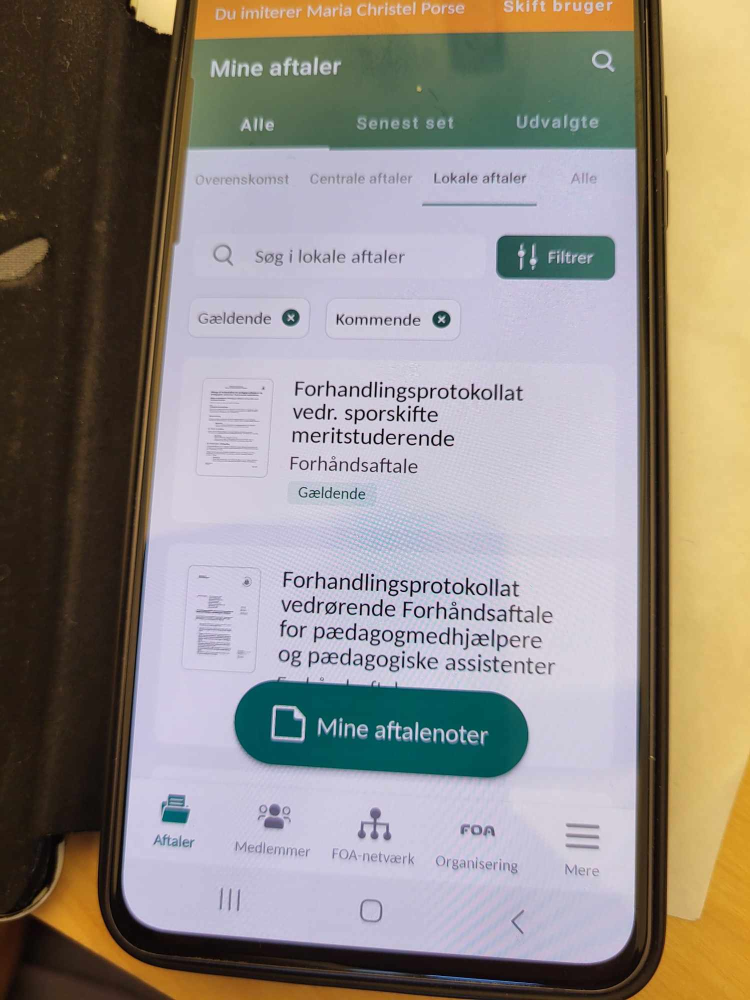 Du imiterer Maria Christel Porse
Skift bruger
Mine aftaler
Alle
Senest set
Udvalgte
Overenskomst
Centrale aftaler
Lokale aftaler
Alle
Søg i lokale aftaler
Filtrer
Gældende
Kommende
Forhandlingsprotokollat
vedr. sporskifte
meritstuderende
Forhåndsaftale
Gældende
Forhandlingsprotokollat
vedrørende Forhåndsaftale
for pædagogmedhjælpere
og pædagogiske assistenter
Mine aftalenoter
Aftaler
Medlemmer
FOA-netværk
FOA
Organisering
Mere